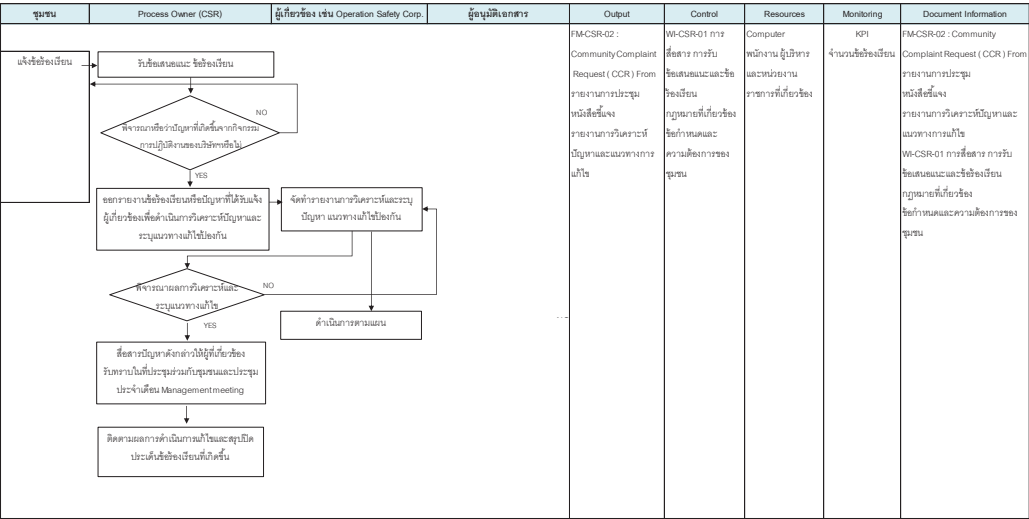 ชุมชน
Process Owner (CSR)
ผู้เกี่ยวข้อง เช่น Operation Safety Corp.
ผู้อนุมัติเอกสาร
Output
Control
Resources
Monitoring
Document Information
แจ้งข้อร้องเรียน
รับข้อเสนอแนะ ข้อร้องเรียน
NO
พิจารณาหรือว่าปัญหาที่เกิดขึ้นจากกิจกรรม
การปฏิบัติงานของบริษัทฯหรือไม่
YES
ออกรายงานข้อร้องเรียนหรือปัญหาที่ได้รับแจ้ง
ผู้เกี่ยวข้องเพื่อดำเนินการวิเคราะห์ปัญหาและ
ระบุแนวทางแก้ไขป้องกัน
จัดทำรายงานการวิเคราะห์และระบุ
ปัญหา แนวทางแก้ไขป้องกัน
พิจารณาผลการวิเคราะห์และ
ระบุแนวทางแก้ไข
NO
YES
ดำเนินการตามแผน
สื่อสารปัญหาดังกล่าวให้ผู้ที่เกี่ยวข้อง
รับทราบในที่ประชุมร่วมกับชุมชนและประชุม
ประจำเดือน Management meeting
ติดตามผลการดำเนินการแก้ไขและสรุปปิด
ประเด็นข้อร้องเรียนที่เกิดขึ้น
FM-CSR-02 :
Community Complaint
Request ( CCR ) From
รายงานการประชุม
หนังสือชี้แจง
รายงานการวิเคราะห์
ปัญหาและแนวทางการ
แก้ไข
WI-CSR-01 การ
สื่อสาร การรับ
ข้อเสนอแนะและข้อ
ร้องเรียน
กฎหมายที่เกี่ยวข้อง
ข้อกำหนดและ
ความต้องการของ
ชุมชน
Computer
พนักงาน ผู้บริหาร
และหน่วยงาน
ราชการที่เกี่ยวข้อง
KPI
จำนวนข้อร้องเรียน
FM-CSR-02 : Community
Complaint Request ( CCR ) From
รายงานการประชุม
หนังสือชี้แจง
รายงานการวิเคราะห์ปัญหาและ
แนวทางการแก้ไข
WI-CSR-01 การสื่อสาร การรับ
ข้อเสนอแนะและข้อร้องเรียน
กฎหมายที่เกี่ยวข้อง
ข้อกำหนดและความต้องการของ
ชุมชน